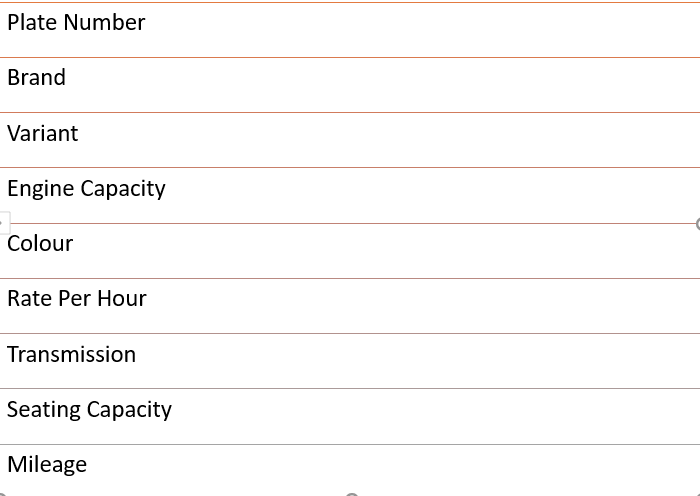 Plate Number
Brand
Variant
Engine Capacity
Colour
Rate Per Hour
Transmission
Seating Capacity
Mileage